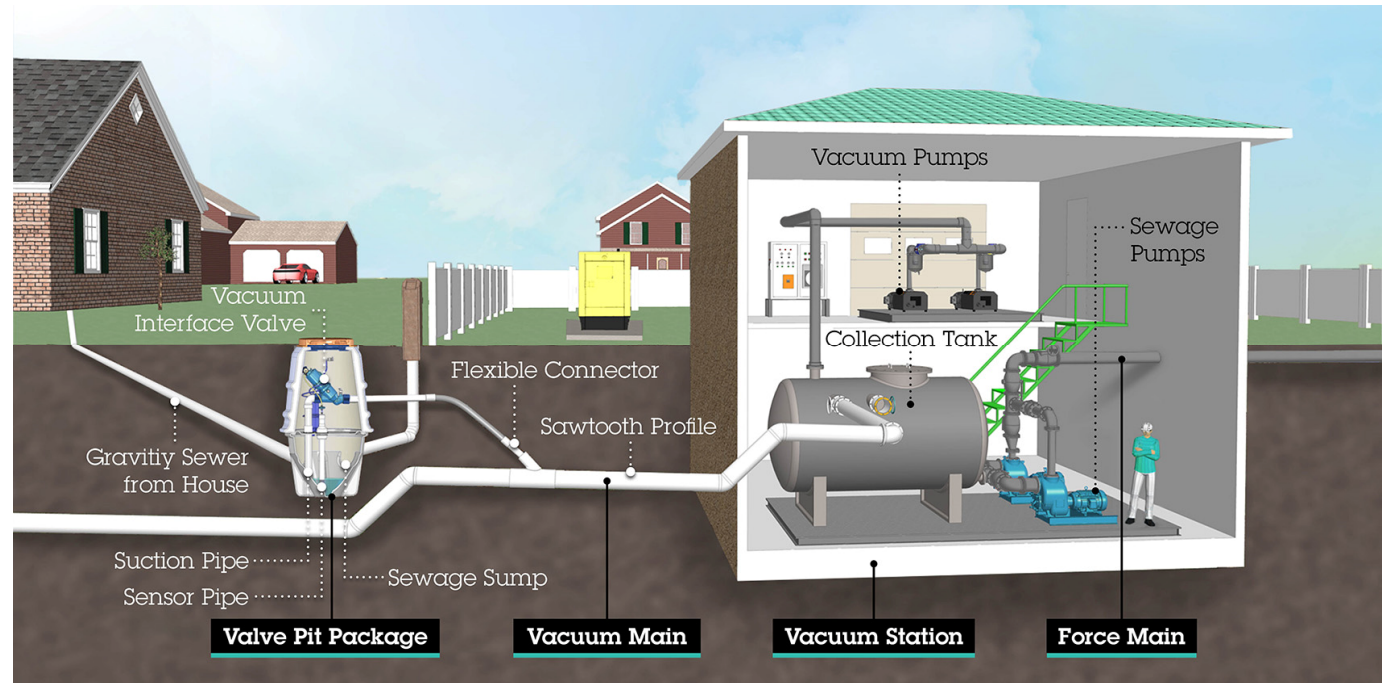 Vacuum Pumps
Sewage
Pumps
Vacuum
Interface Valve
Collection Tank
Flexible Connector
Sawtooth Profile
Gravitiy Sewer
from House
Suction Pipe
Sewage Sump
Sensor Pipe
Valve Pit Package
Vacuum Main
Vacuum Station
Force Main